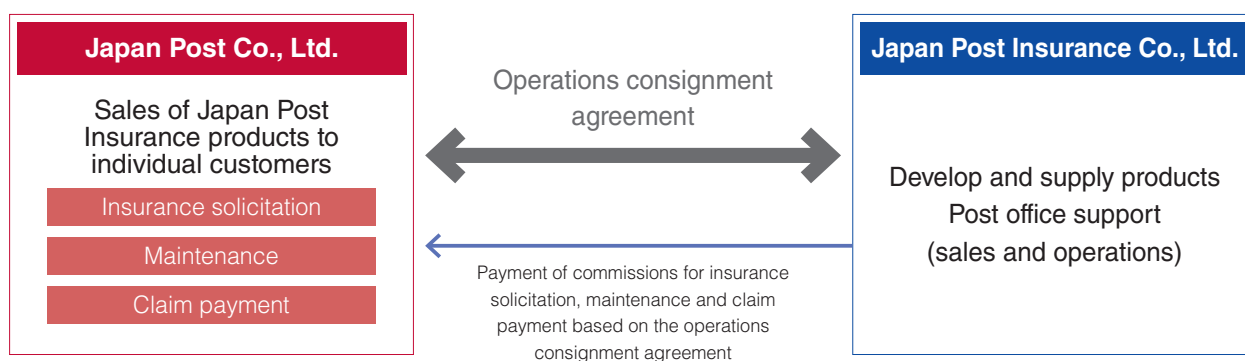 Japan Post Co., Ltd.
Sales of Japan Post
Insurance products to
individual customers
Insurance solicitation
Maintenance
Claim payment
Operations consignment
agreement
Payment of commissions for insurance
solicitation, maintenance and claim
payment based on the operations
consignment agreement
Japan Post Insurance Co., Ltd.
Develop and supply products
Post office support
(sales and operations)